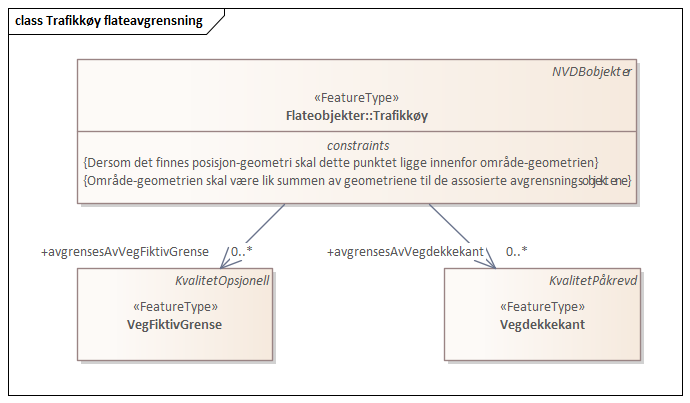 class Trafikkøy flateavgrensning
NVDBobjekter
«FeatureType»
Flateobjekter::Trafikkøy
constraints
{Dersom det finnes posisjon-geometri skal dette punktet ligge innenfor område-geometrien}
{Område-geometrien skal være lik summen av geometriene til de assosierte avgrensningsobjektene}
+avgrensesAvVegFiktivGrense 0..*
+avgrensesAvVegdekkekant 0..*
KvalitetOpsjonell
«FeatureType»
VegFiktivGrense
KvalitetPåkrevd
«FeatureType»
Vegdekkekant